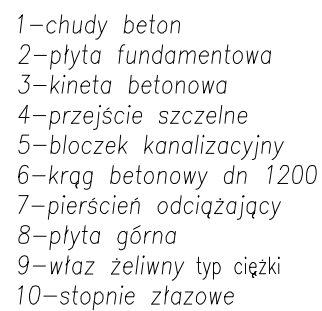 1-chudy beton
2-płyta fundamentowa
3-kineta betonowa
4-przejście szczelne
5-bloczek kanalizacyjny
6-krąg betonowy dn 1200
7-pierścień odciążający
8-płyta górna
9-właz żeliwny typ ciężki
10-stopnie złazowe